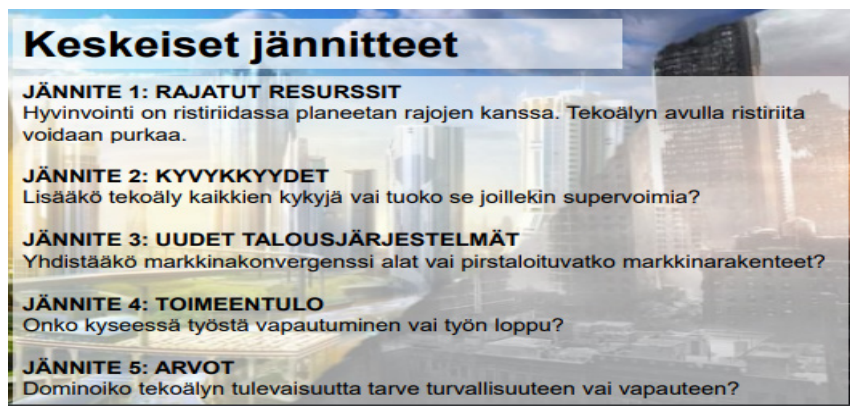 Keskeiset jännitteet
JÄNNITE 1: RAJATUT RESURSSIT
Hyvinvointi on ristiriidassa planeetan rajojen kanssa. Tekoälyn avulla ristiriita
voidaan purkaa.
JÄNNITE 2: KYVYKKYYDET
Lisääkö tekoäly kaikkien kykyjä vai tuoko se joillekin supervoimia?
JÄNNITE 3: UUDET TALOUSJÄRJESTELMÄT
Yhdistääkö markkinakonvergenssi alat vai pirstaloituvatko markkinarakenteet?
JÄNNITE 4: TOIMEENTULO
Onko kyseessä työstä vapautuminen vai työn loppu?
JÄNNITE 5: ARVOT
Dominoiko tekoälyn tulevaisuutta tarve turvallisuuteen vai vapauteen?